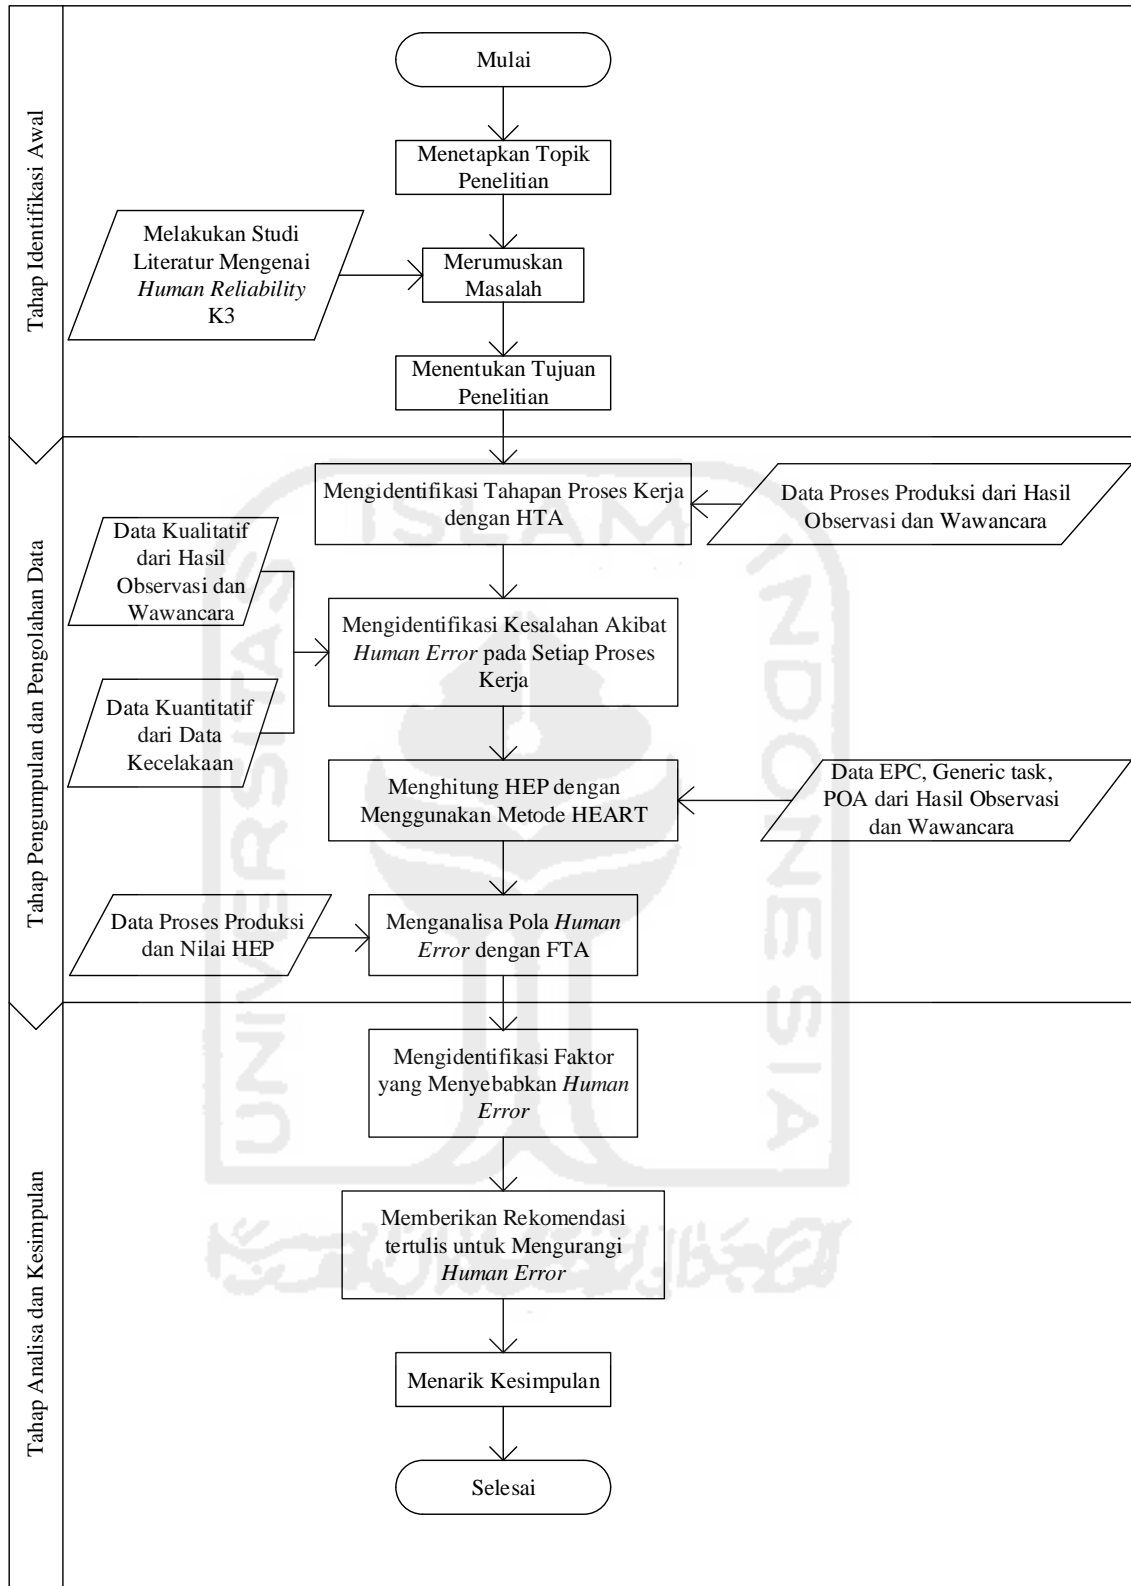 Tahap Identifikasi Awal
Mulai
Menetapkan Topik
Penelitian
Melakukan Studi
Literatur Mengenai
Human Reliability
K3
Merumuskan
Masalah
Menentukan Tujuan
Penelitian
Tahap Pengumpulan dan Pengolahan Data
Mengidentifikasi Tahapan Proses Kerja
dengan HTA
Data Proses Produksi dari Hasil
Observasi dan Wawancara
Data Kualitatif
dari Hasil
Observasi dan
Wawancara
Mengidentifikasi Kesalahan Akibat
Human Error pada Setiap Proses
Kerja
Data Kuantitatif
dari Data
Kecelakaan
Menghitung HEP dengan
Menggunakan Metode HEART
Data EPC, Generic task,
POA dari Hasil Observasi
dan Wawancara
Data Proses Produksi
dan Nilai HEP
Menganalisa Pola Human
Error dengan FTA
Tahap Analisa dan Kesimpulan
Mengidentifikasi Faktor
yang Menyebabkan Human
Error
Memberikan Rekomendasi
tertulis untuk Mengurangi
Human Error
Menarik Kesimpulan
Selesai
UNIVERSITAS
ISLAM
INDONESIA